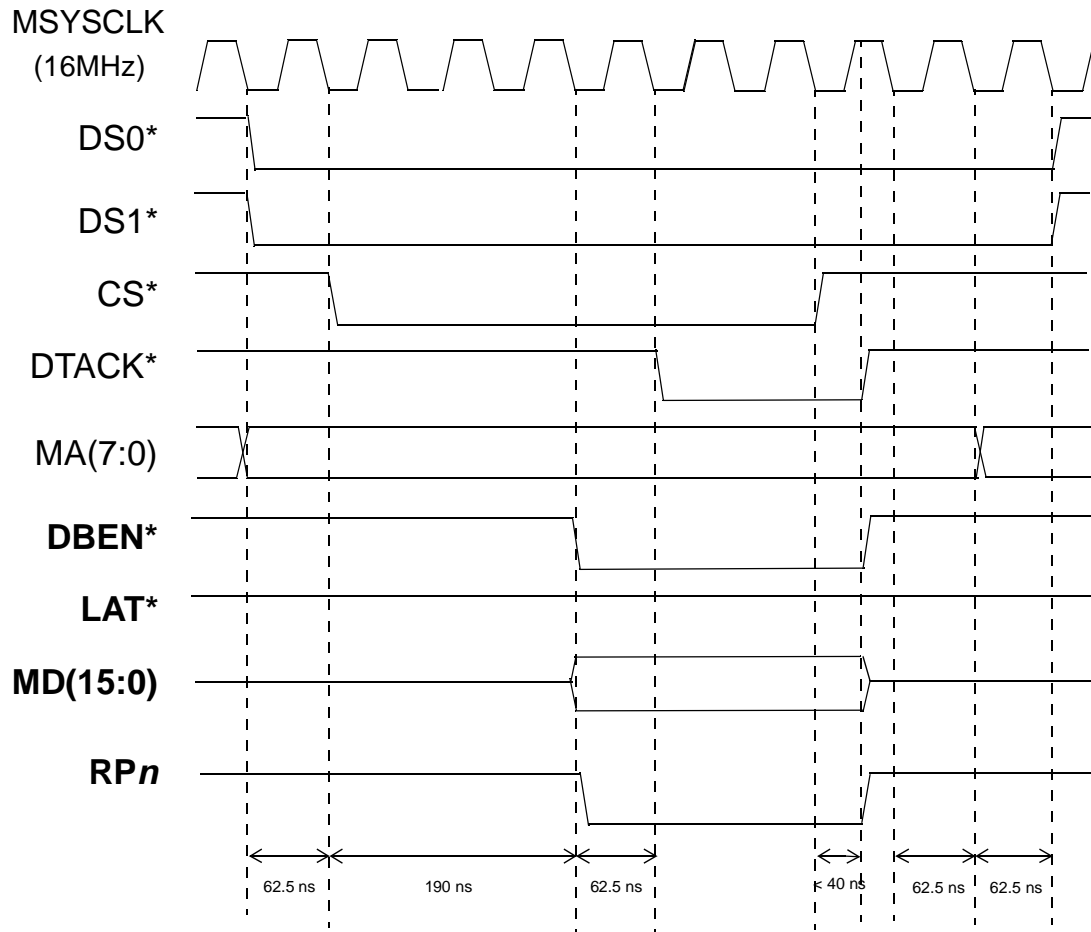 MSYSCLK
(16MHz)
DS0*
DS1*
CS*
DTACK*
MA(7:0)
DBEN*
LAT*
MD(15:0)
RPn
62.5 ns
190 ns
62.5 ns
< 40 ns
62.5 ns
62.5 ns